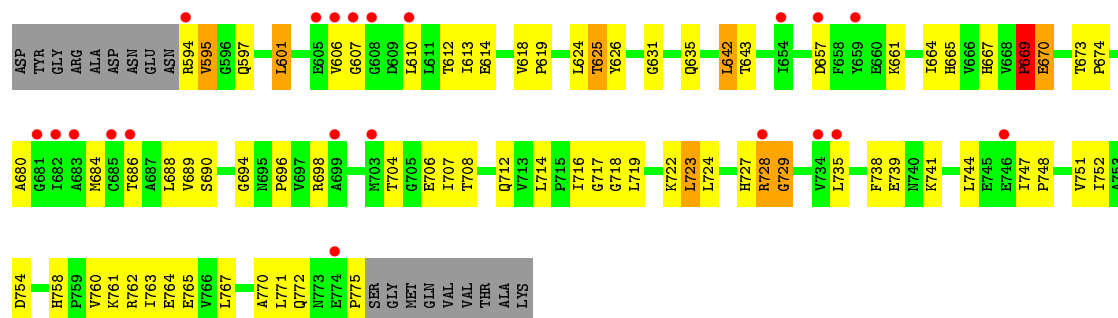 ASP TYR GLY ARG ALA ASP ASP ASN GLU ASN R594 V595 G596 Q597 L601 E605 V606 G607 G608 D609 L610 L611 T612 I613 E614 V618 P619 L624 T625 Y626 G631 Q635 L642 T643 I654 D657 F658 Y659 E660 K661 I664 H665 V666 H667 V668 P669 E670 T673 P674
A680 G681 I682 A683 M684 C685 T686 A687 L688 V689 S690 G694 N695 P696 V697 R698 A699 M703 T704 G705 E706 I707 T708 Q712 V713 L714 P715 I716 G717 G718 L719 K722 L723 L724 H727 R728 G729 V734 L735 F738 E739 N740 K741 L744 E745 E746 I747 P748 V751 I752 A753
D754 H758 P759 V760 K761 R762 I763 E764 E765 V766 L767 A770 L771 Q772 N773 E774 P775 SER GLY MET GLN VAL VAL THR ALA LYS